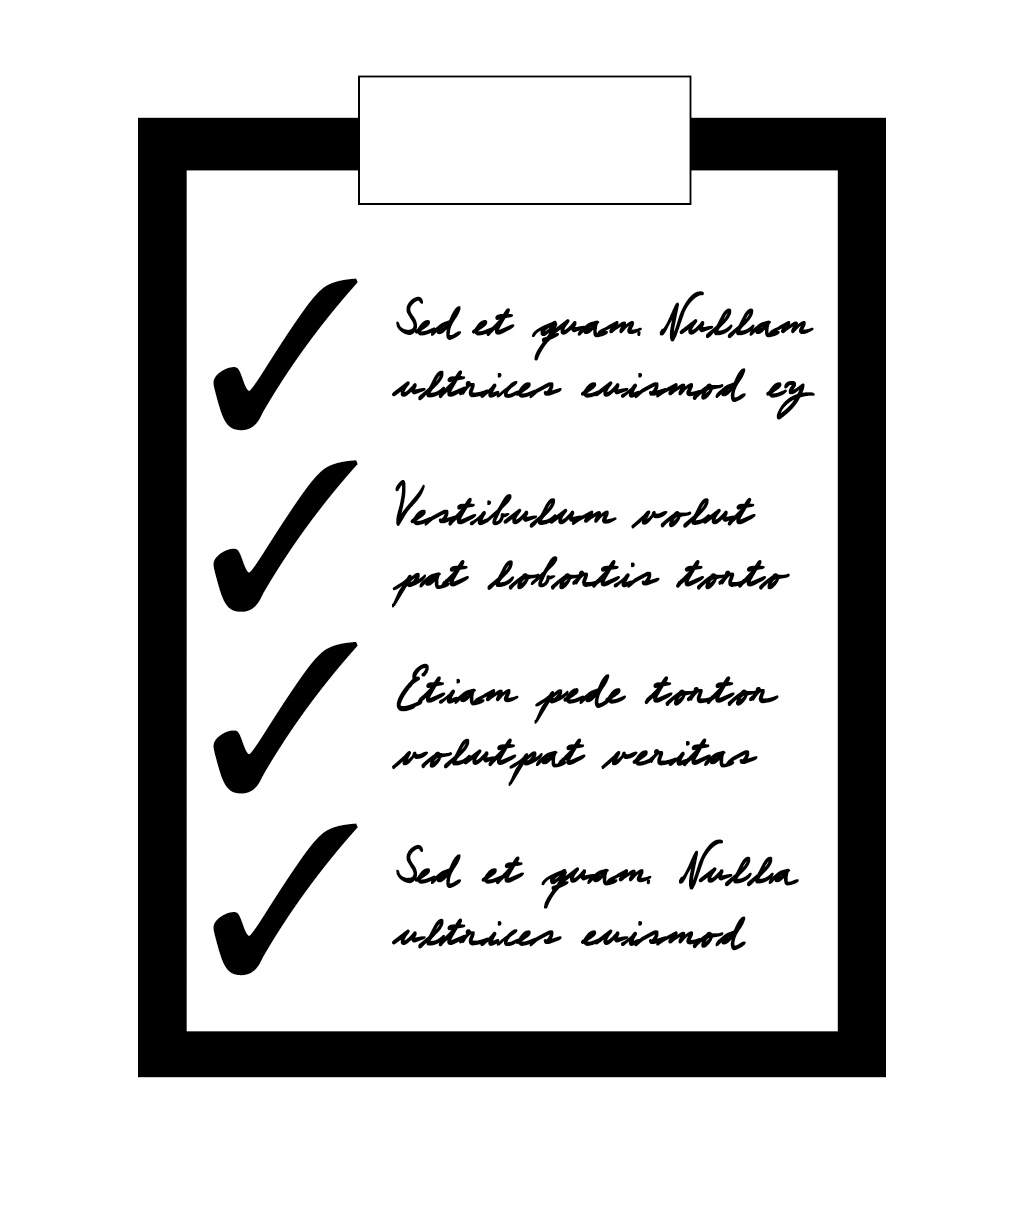 Sed et quam. Nullam
ultrices euismod ey
Vestibulum volut
pat lobortis torto
Etiam pede tortor
volutpat veritas
Sed et quam. Nulla
ultrices euismod